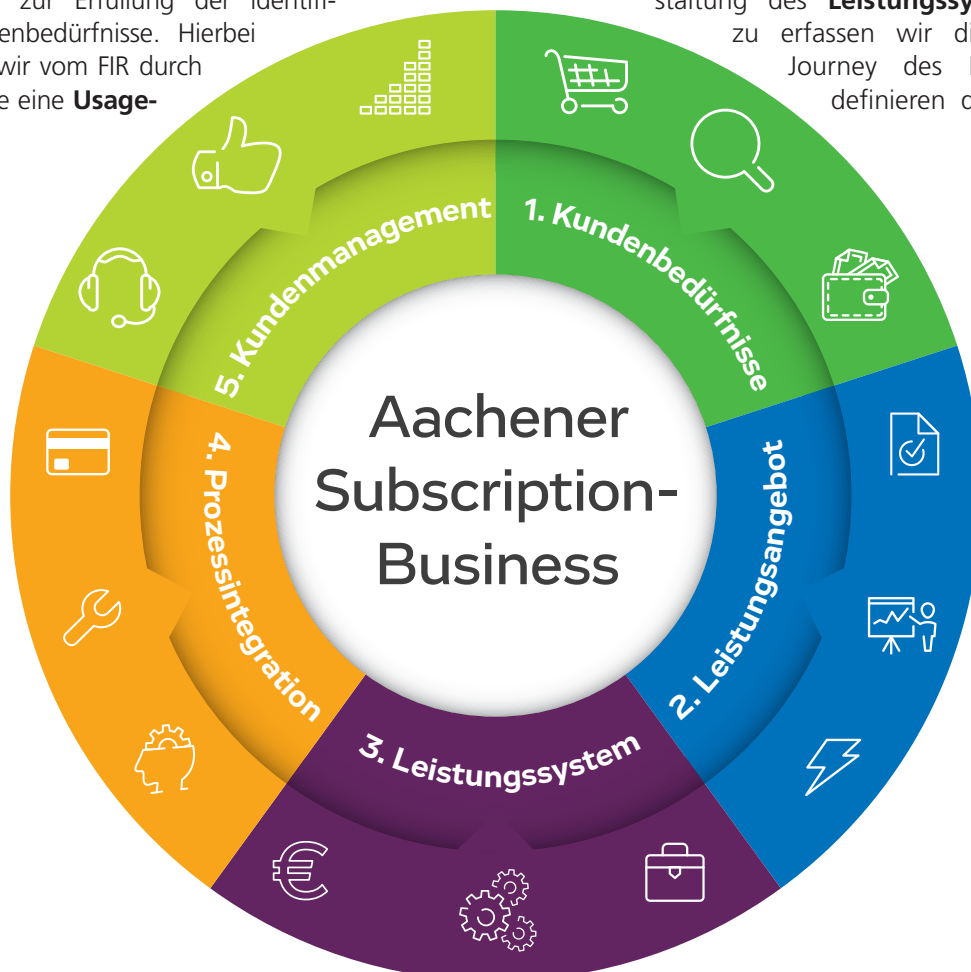 zur Erfüllung der identifi-
enbedürfnisse. Hierbei
wir vom FIR durch
e eine Usage-
staltung des Leistungssy
zu erfassen wir di
Journey des
definieren d
1. Kundenbedürfnisse
2. Leistungsangebot
3. Leistungssystem
4. Prozessintegration
5. Kundenmanagement
Aachener
Subscription-
Business